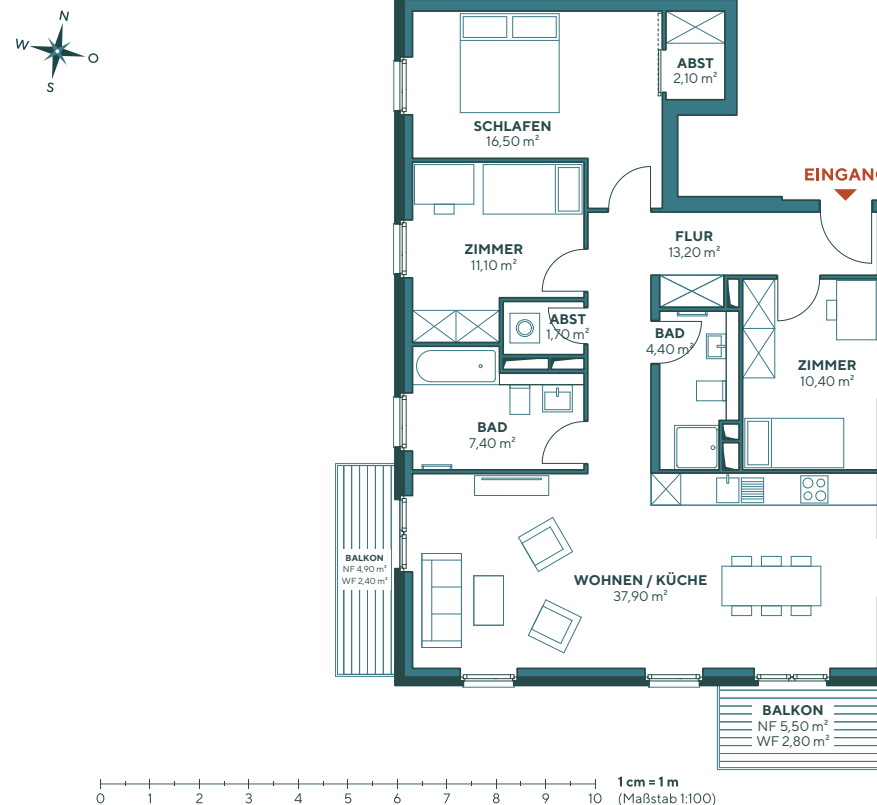 N
W
O
S
ABST
2,10 m²
SCHLAFEN
16,50 m²
EINGANG
FLUR
13,20 m²
ZIMMER
11,10 m²
ABST
1,70 m²
BAD
4,40 m²
ZIMMER
10,40 m²
BAD
7,40 m²
BALKON
NF 4,90 m²
WF 2,40 m²
WOHNEN / KÜCHE
37,90 m²
BALKON
NF 5,50 m²
WF 2,80 m²
0 1 2 3 4 5 6 7 8 9 10
1 cm = 1 m
(Maßstab 1:100)